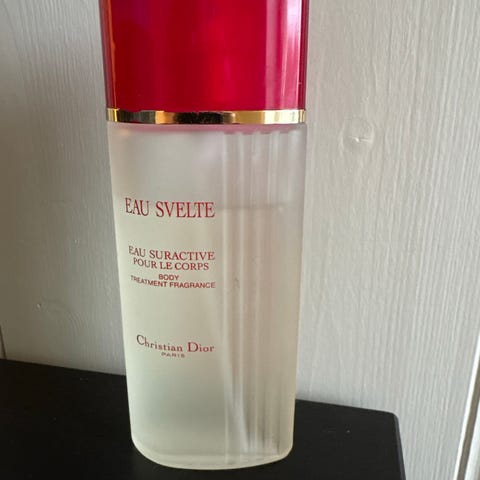 EAU SVELTE
EAU SURACTIVE
POUR LE CORPS
BODY
TREATMENT FRAGRANCE
Christian Dior
PARIS